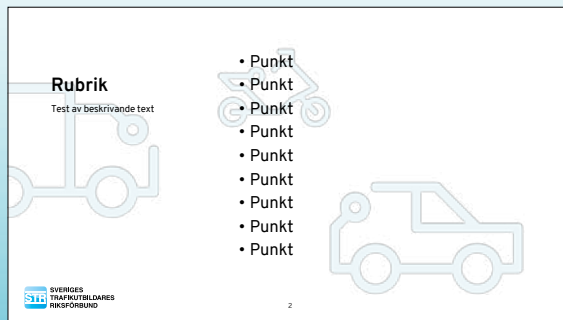 Rubrik
Test av beskrivande text
• Punkt
• Punkt
• Punkt
• Punkt
• Punkt
• Punkt
• Punkt
• Punkt
• Punkt
STR
SVERIGES
TRAFIKUTBILDARES
RIKSFÖRBUND
2